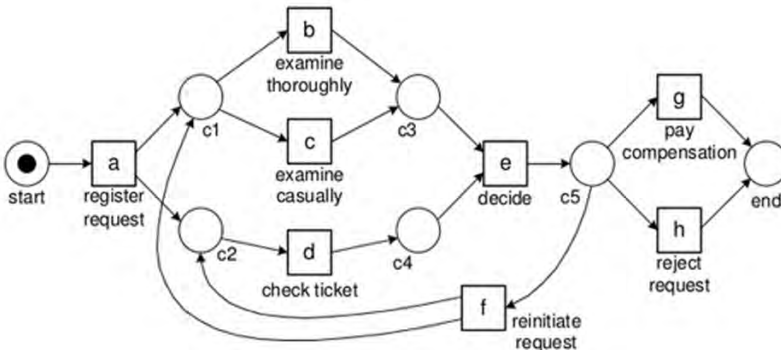 b
examine
thoroughly
g
pay
compensation
c1
c
examine
casually
c3
start
a
register
request
e
decide
c5
end
c2
d
check ticket
c4
h
reject
request
f
reinitiate
request